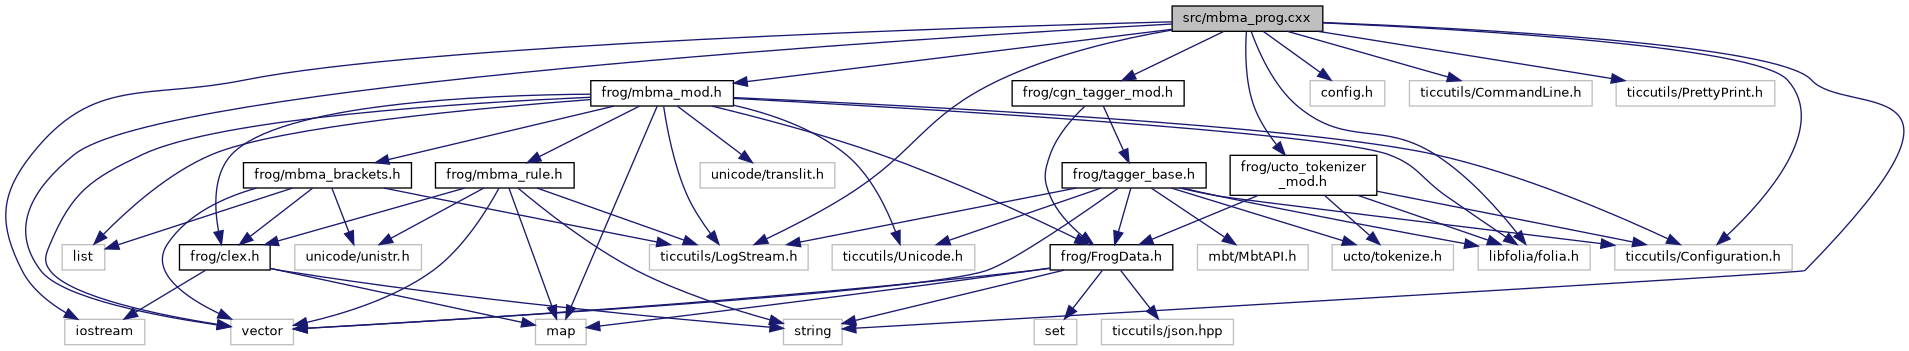 src/mbma_prog.cxx
frog/mbma_mod.h
frog/cgn_tagger_mod.h
config.h
ticcutils/CommandLine.h
ticcutils/PrettyPrint.h
frog/mbma_brackets.h
frog/mbma_rule.h
unicode/translit.h
frog/tagger_base.h
frog/ucto_tokenizer
_mod.h
list
frog/clex.h
unicode/unistr.h
ticcutils/LogStream.h
ticcutils/Unicode.h
frog/FrogData.h
mbt/MbtAPI.h
ucto/tokenize.h
libfolia/folia.h
ticcutils/Configuration.h
iostream
vector
map
string
set
ticcutils/json.hpp